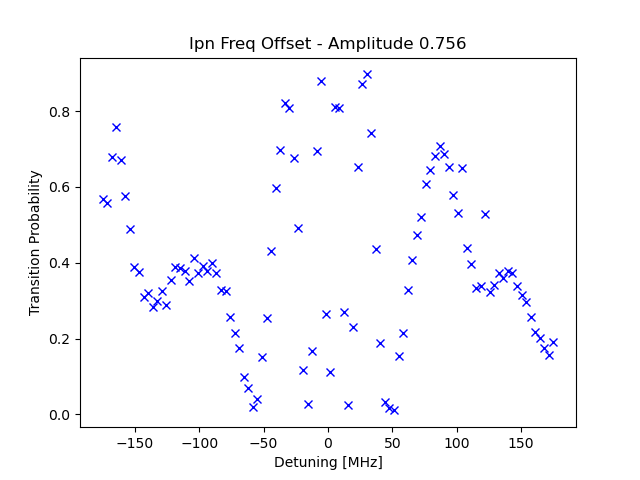 Ipn Freq Offset - Amplitude 0.756
Transition Probability
0.8
0.6
0.4
0.2
0.0
−150 −100 −50 0 50 100 150
Detuning [MHz]